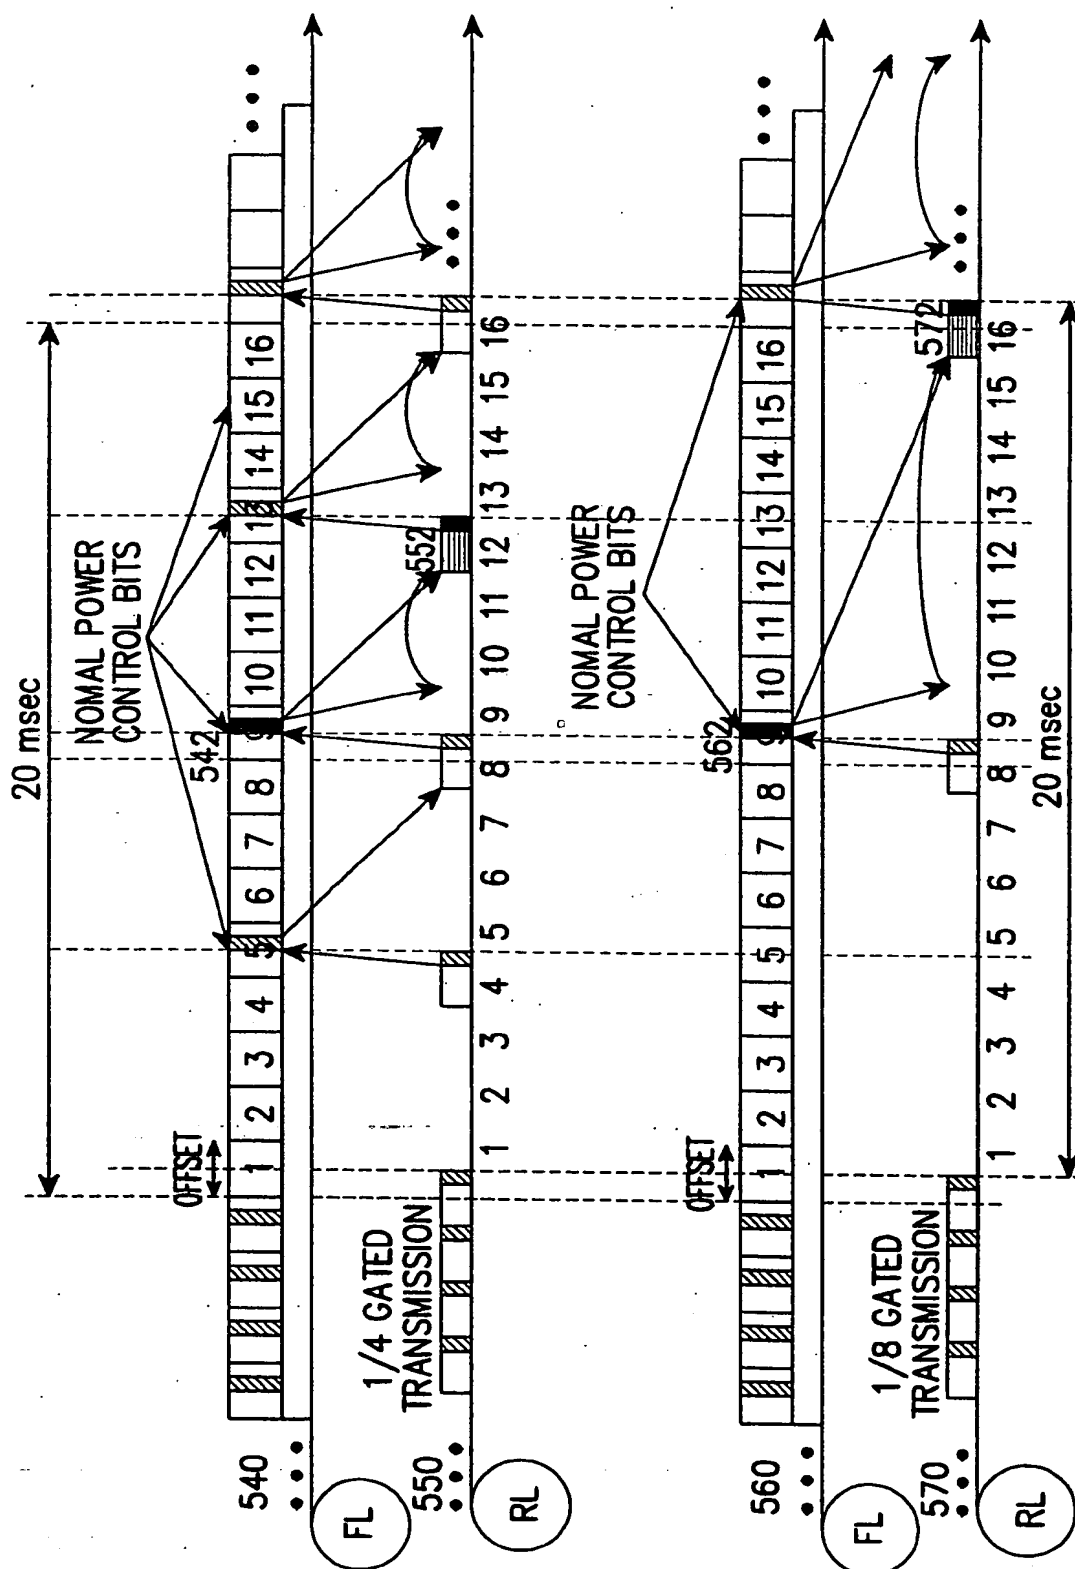 20 msec
NOMAL POWER
CONTROL BITS
OFFSET
542
540
1 2 3 4 5 6 7 8 9 10 11 12 13 14 15 16
FL
1/4 GATED
TRANSMISSION
552
550
1 2 3 4 5 6 7 8 9 10 11 12 13 14 15 16
RL
NOMAL POWER
CONTROL BITS
OFFSET
562
560
1 2 3 4 5 6 7 8 9 10 11 12 13 14 15 16
FL
1/8 GATED
TRANSMISSION
572
570
1 2 3 4 5 6 7 8 9 10 11 12 13 14 15 16
RL
20 msec